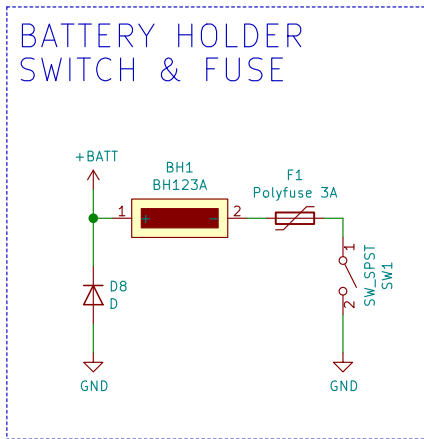 BATTERY HOLDER
SWITCH & FUSE
+BATT
BH1
BH123A
F1
Polyfuse 3A
1
+
-
2
1
SW_SPST
SW1
2
D8
D
GND
GND